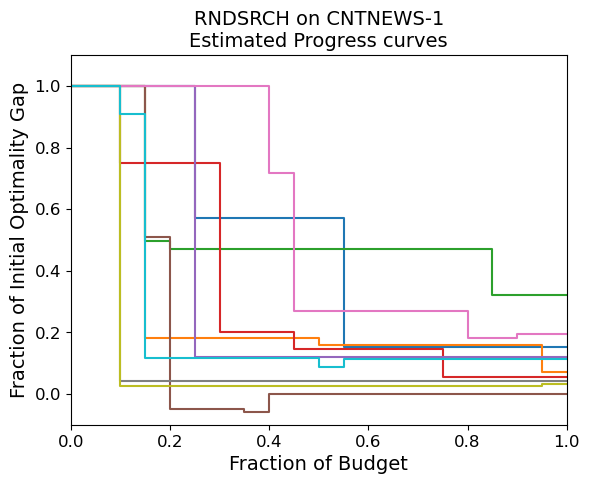 RNDSRCH on CNTNEWS-1
Estimated Progress curves
Fraction of Initial Optimality Gap
1.0
0.8
0.6
0.4
0.2
0.0
0.0 0.2 0.4 0.6 0.8 1.0
Fraction of Budget